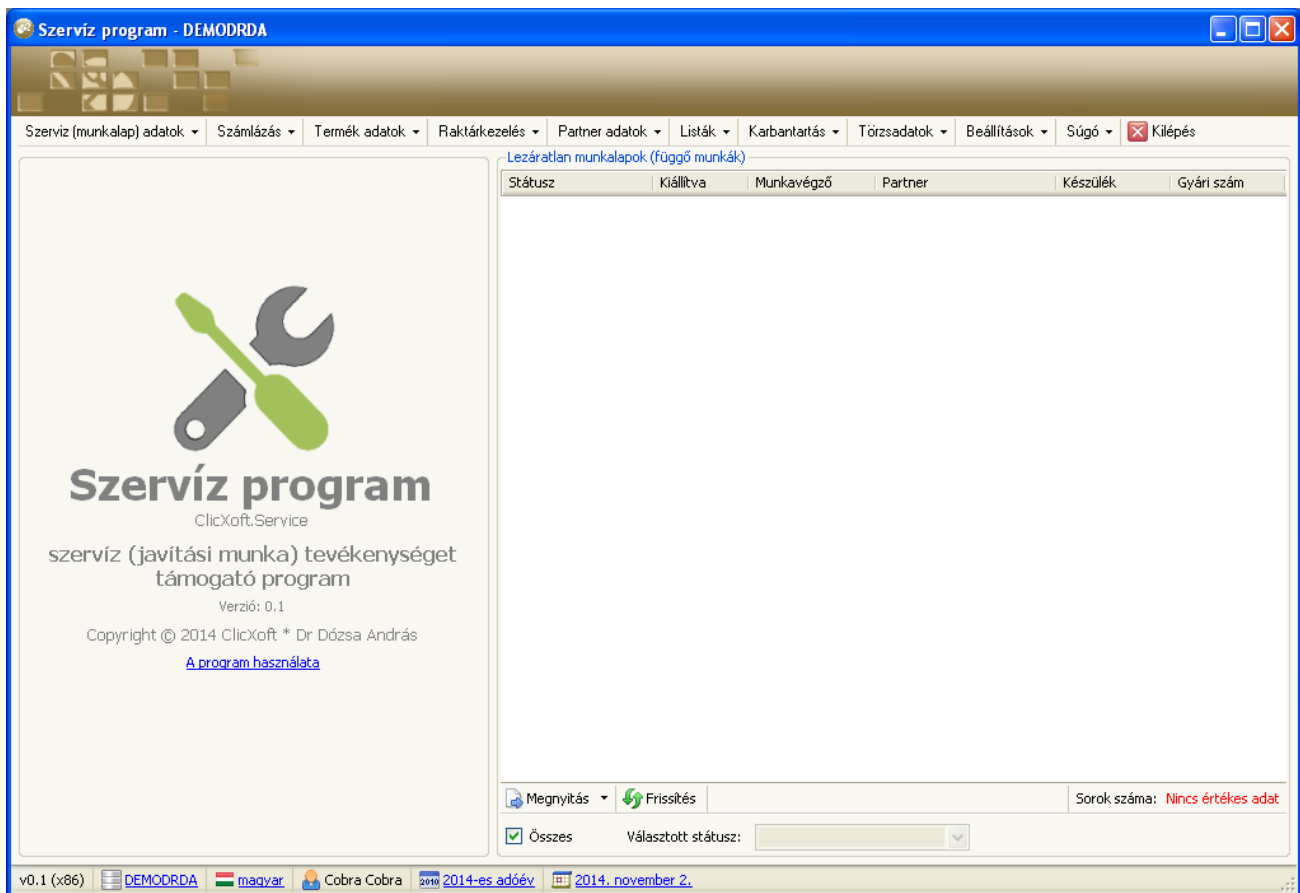 Szervíz program - DEMODRDA
Szerviz (munkalap) adatok Számlázás Termék adatok Raktárkezelés Partner adatok Listák Karbantartás Törzsadatok Beállítások Súgó Kilépés
Lezáratlan munkalapok (függő munkák)
Státusz Kiállítva Munkavégző Partner Készülék Gyári szám
Szervíz program
ClicXoft.Service
szervíz (javítási munka) tevékenységet
támogató program
Verzió: 0.1
Copyright © 2014 ClicXoft * Dr Dózsa András
A program használata
Megnyitás Frissítés Sorok száma: Nincs értékes adat
Összes Választott státusz:
v0.1 (x86) DEMODRDA magyar Cobra Cobra 2010 2014-es adóév 2014. november 2.